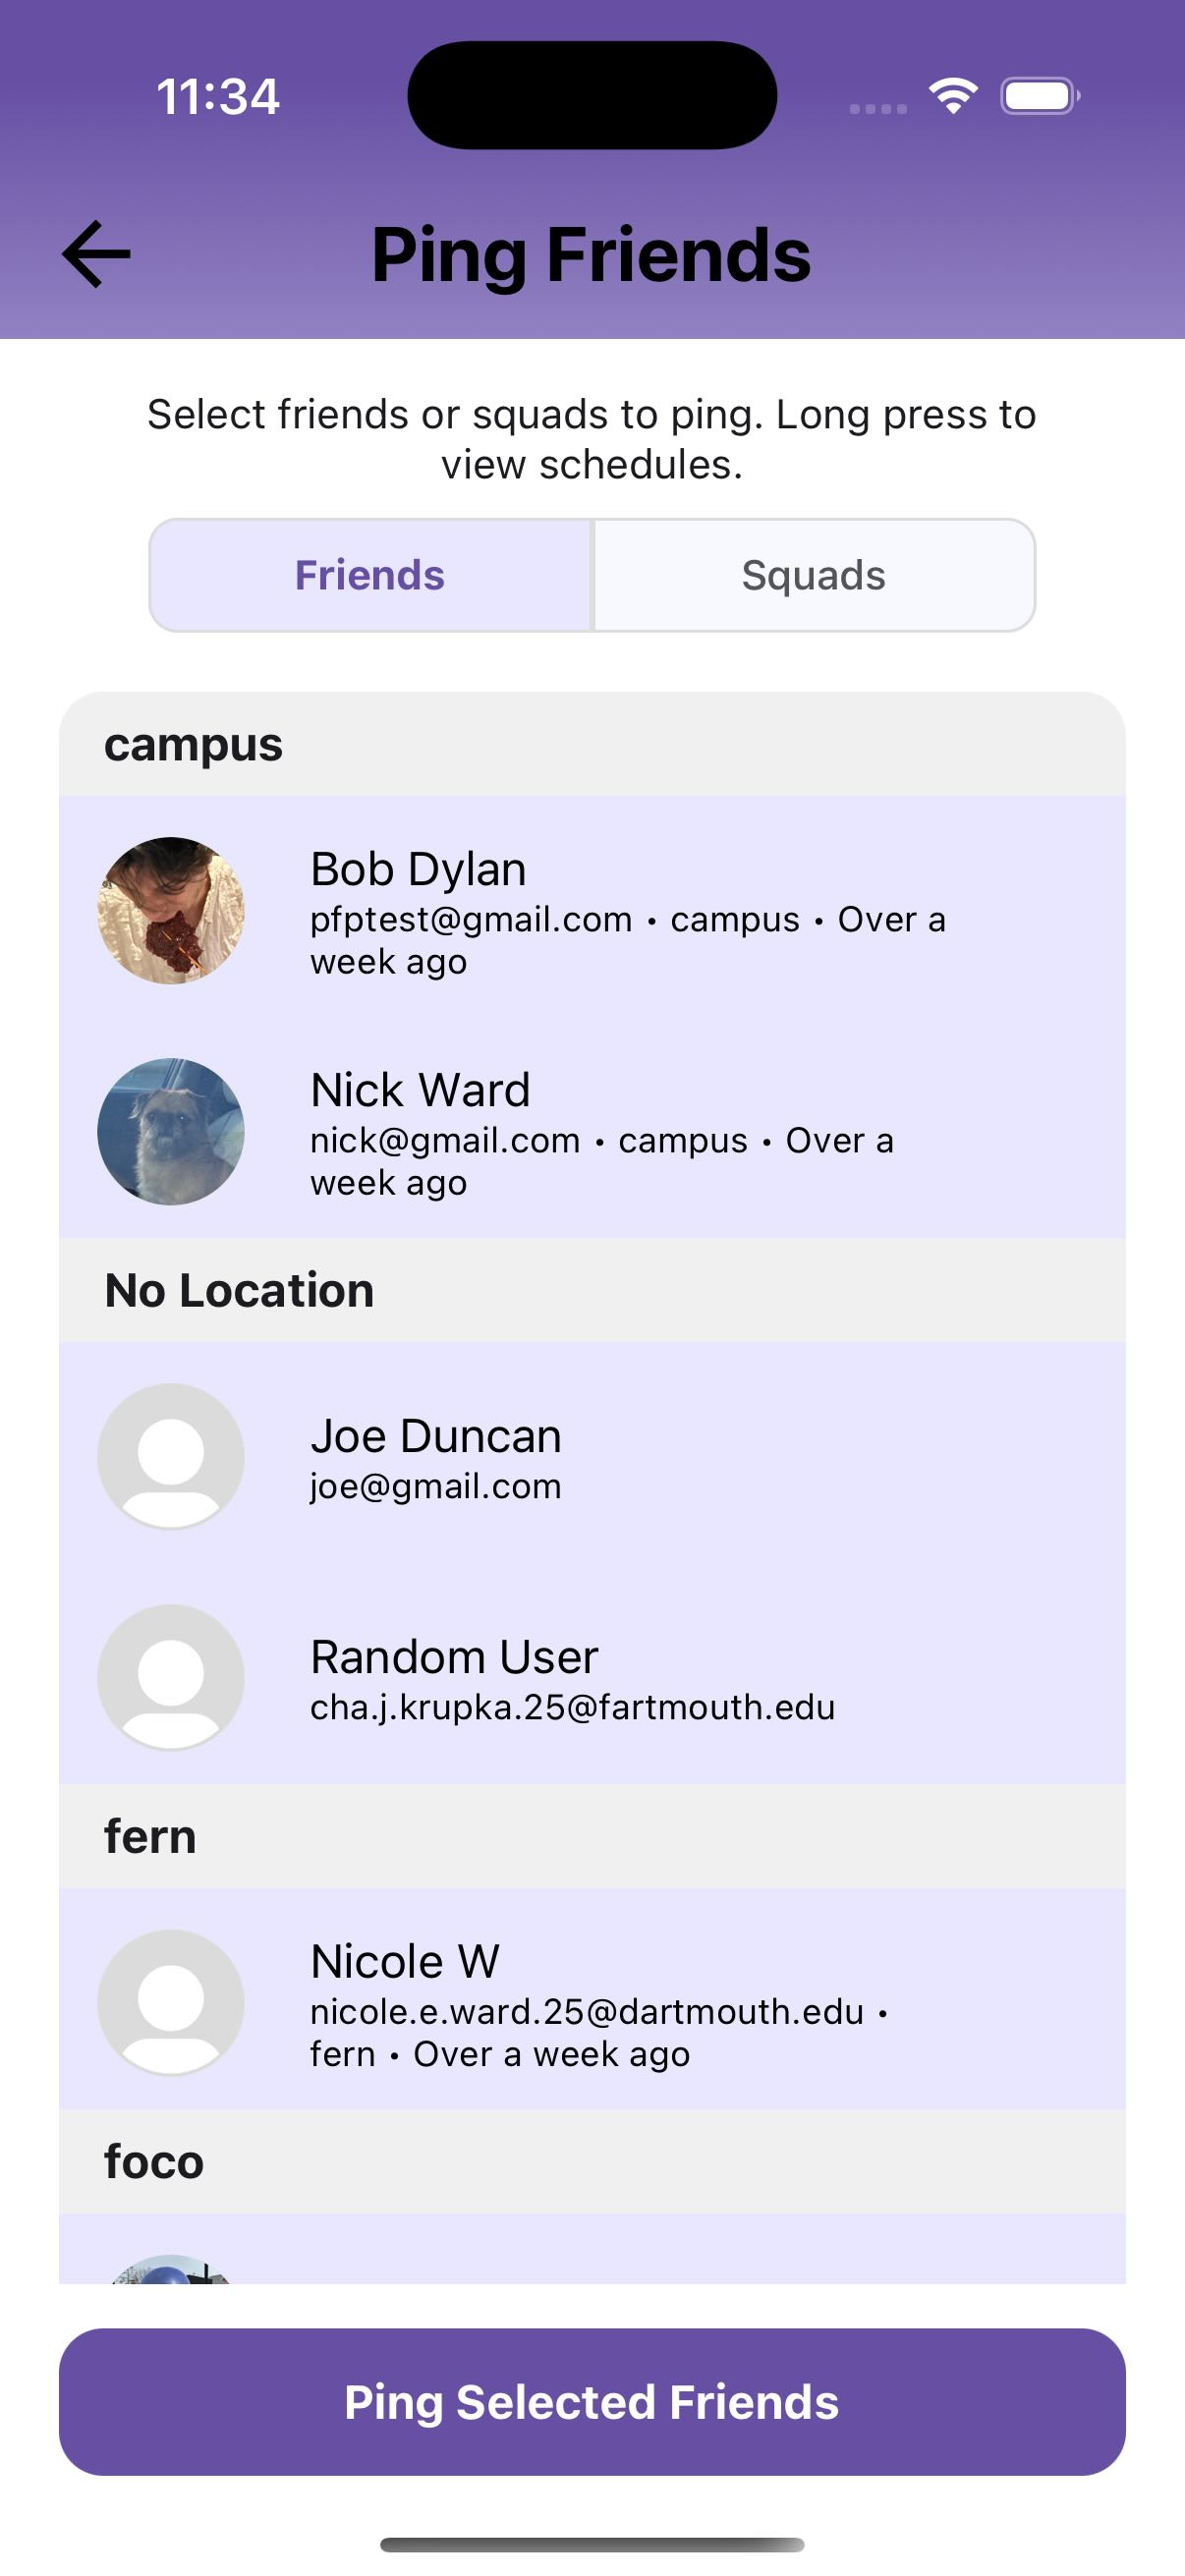 11:34
Ping Friends
Select friends or squads to ping. Long press to
view schedules.
Friends
Squads
campus
Bob Dylan
pfptest@gmail.com • campus • Over a
week ago
Nick Ward
nick@gmail.com • campus • Over a
week ago
No Location
Joe Duncan
joe@gmail.com
Random User
cha.j.krupka.25@fartmouth.edu
fern
Nicole W
nicole.e.ward.25@dartmouth.edu •
fern • Over a week ago
foco
Ping Selected Friends